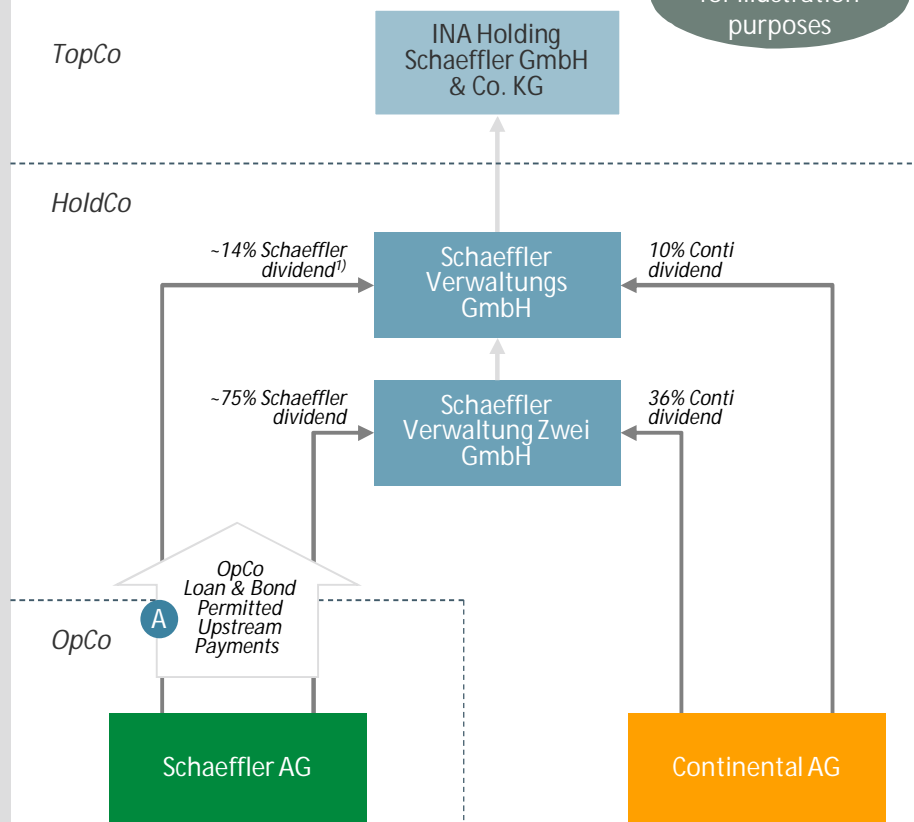 for illustration
purposes
TopCo
INA Holding
Schaeffler GmbH
& Co. KG
HoldCo
~14% Schaeffler
dividend1)
Schaeffler
Verwaltungs
GmbH
10% Conti
dividend
~75% Schaeffler
dividend
Schaeffler
Verwaltung Zwei
GmbH
36% Conti
dividend
OpCo
Loan & Bond
Permitted
Upstream
Payments
A
OpCo
Schaeffler AG
Continental AG